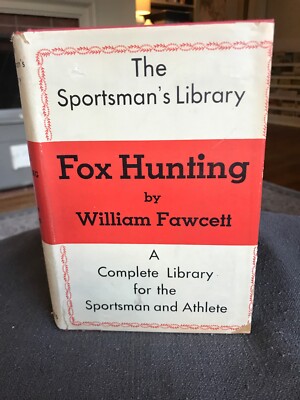 The
Sportsman's Library
Fox Hunting
by
William Fawcett
A
Complete Library
for the
Sportsman and Athlete